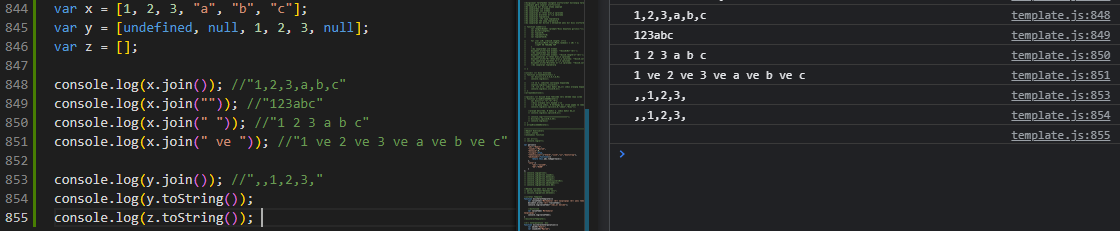 844 var x = [1, 2, 3, "a", "b", "c"];
845 var y = [undefined, null, 1, 2, 3, null];
846 var z = [];
847
848 console.log(x.join()); //"1,2,3,a,b,c"
849 console.log(x.join("")); //"123abc"
850 console.log(x.join(" ")); //"1 2 3 a b c"
851 console.log(x.join(" ve ")); //"1 ve 2 ve 3 ve a ve b ve c"
852
853 console.log(y.join()); //",,1,2,3,"
854 console.log(y.toString());
855 console.log(z.toString());
1,2,3,a,b,c template.js:848
123abc template.js:849
1 2 3 a b c template.js:850
1 ve 2 ve 3 ve a ve b ve c template.js:851
,,1,2,3, template.js:853
,,1,2,3, template.js:854
template.js:855
>